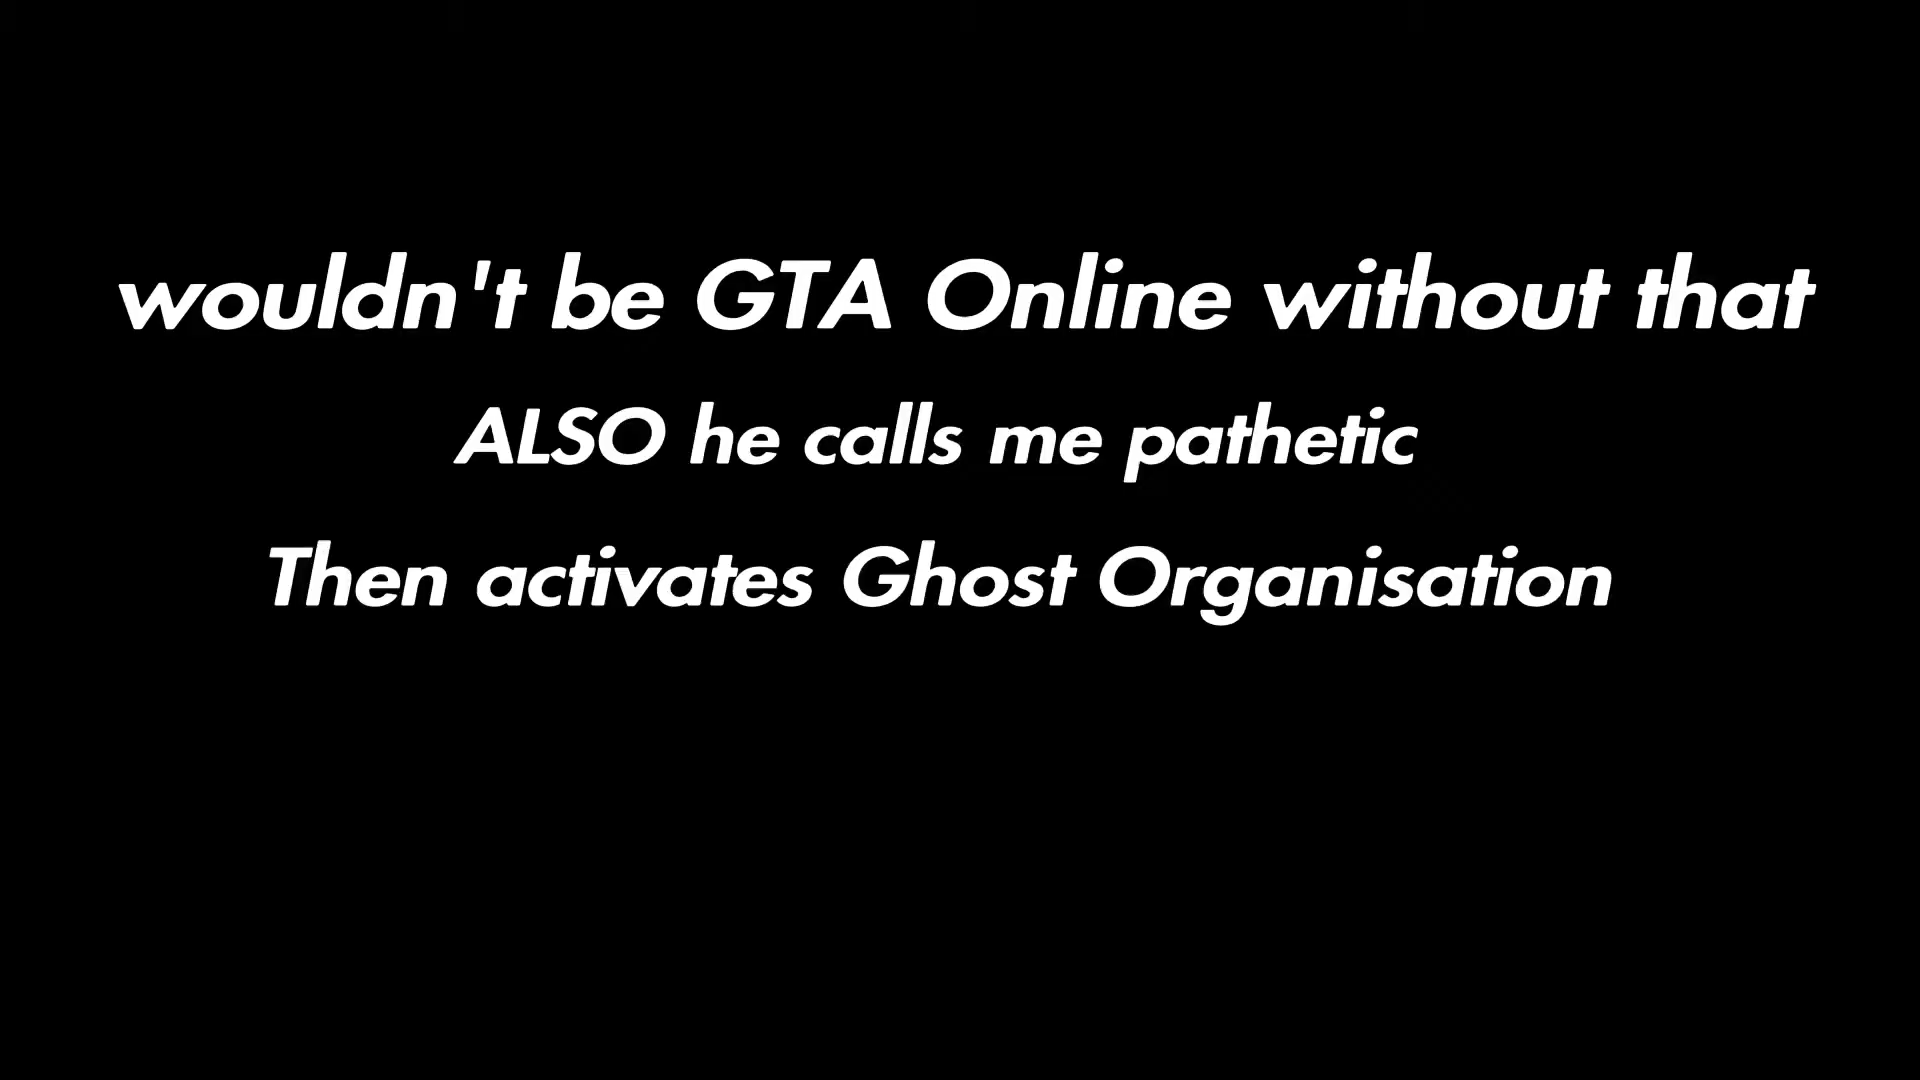 wouldn't be GTA Online without that
ALSO he calls me pathetic
Then activates Ghost Organisation